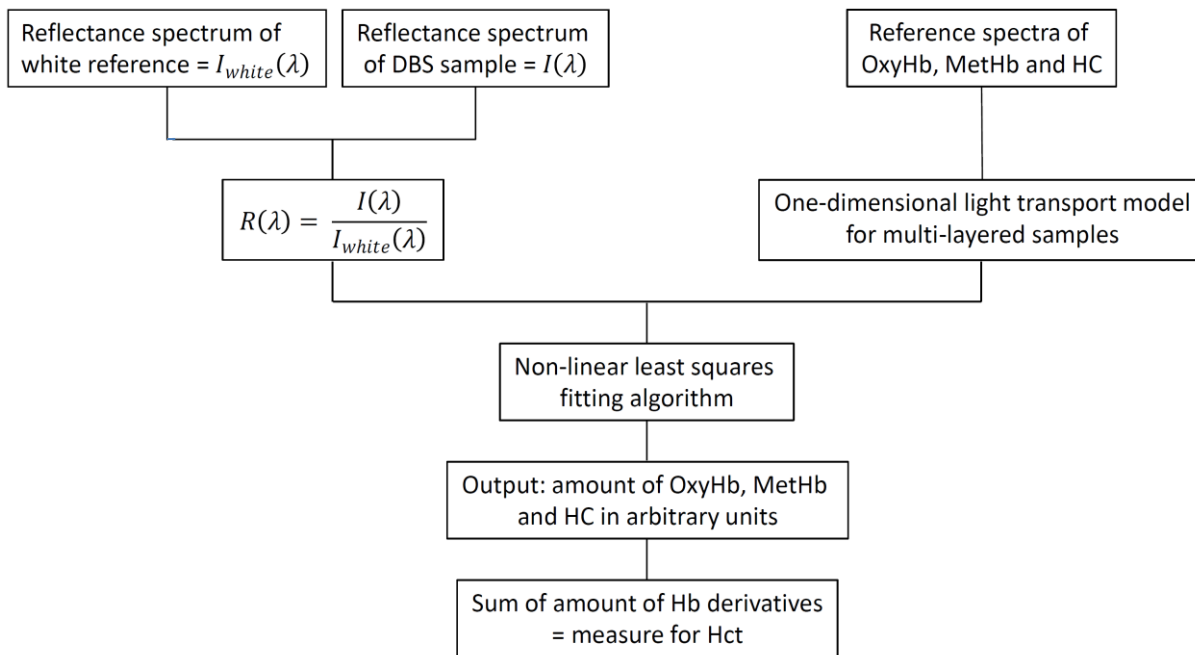 Reflectance spectrum of
white reference = I_white(λ)
Reflectance spectrum
of DBS sample = I(λ)
Reference spectra of
OxyHb, MetHb and HC
R(λ) = I(λ) / I_white(λ)
One-dimensional light transport model
for multi-layered samples
Non-linear least squares
fitting algorithm
Output: amount of OxyHb, MetHb
and HC in arbitrary units
Sum of amount of Hb derivatives
= measure for Hct